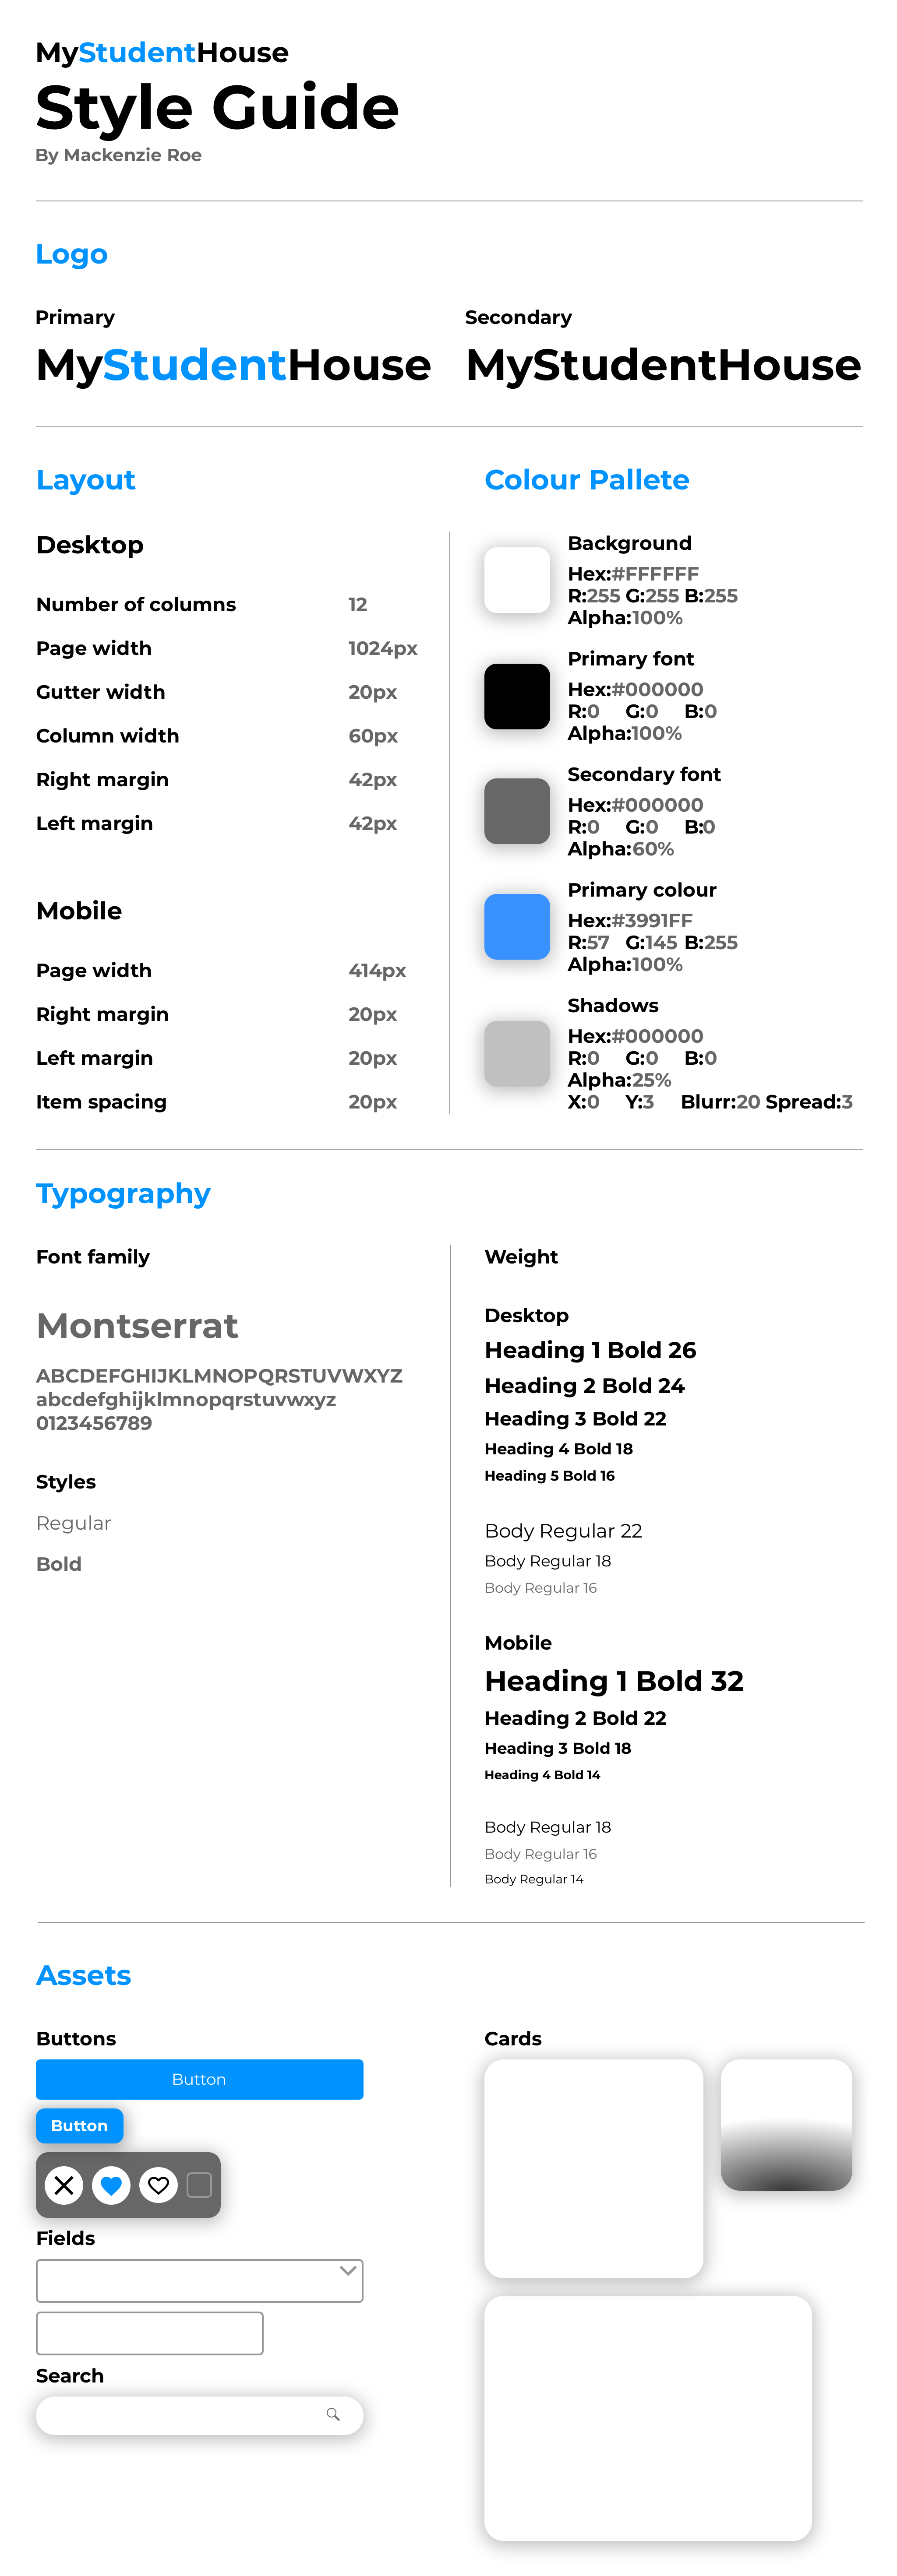 MyStudentHouse
Style Guide
By Mackenzie Roe
Logo
Primary
MyStudentHouse
Secondary
MyStudentHouse
Layout
Desktop
Number of columns 12
Page width 1024px
Gutter width 20px
Column width 60px
Right margin 42px
Left margin 42px
Mobile
Page width 414px
Right margin 20px
Left margin 20px
Item spacing 20px
Colour Pallete
Background
Hex:#FFFFFF
R:255 G:255 B:255
Alpha:100%
Primary font
Hex:#000000
R:0 G:0 B:0
Alpha:100%
Secondary font
Hex:#000000
R:0 G:0 B:0
Alpha:60%
Primary colour
Hex:#3991FF
R:57 G:145 B:255
Alpha:100%
Shadows
Hex:#000000
R:0 G:0 B:0
Alpha:25%
X:0 Y:3 Blurr:20 Spread:3
Typography
Font family
Montserrat
ABCDEFGHIJKLMNOPQRSTUVWXYZ
abcdefghijklmnopqrstuvwxyz
0123456789
Styles
Regular
Bold
Weight
Desktop
Heading 1 Bold 26
Heading 2 Bold 24
Heading 3 Bold 22
Heading 4 Bold 18
Heading 5 Bold 16
Body Regular 22
Body Regular 18
Body Regular 16
Mobile
Heading 1 Bold 32
Heading 2 Bold 22
Heading 3 Bold 18
Heading 4 Bold 14
Body Regular 18
Body Regular 16
Body Regular 14
Assets
Buttons
Button
Button
Fields
Search
Cards